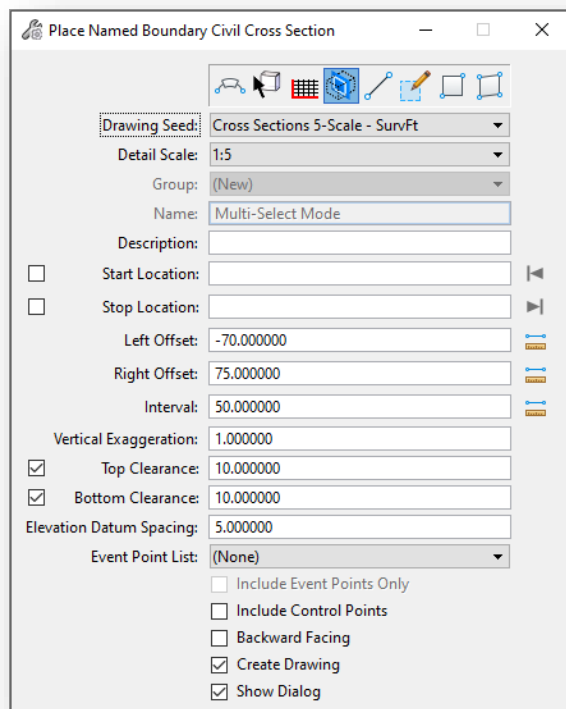 Place Named Boundary Civil Cross Section
Drawing Seed: Cross Sections 5-Scale - SurvFt
Detail Scale: 1:5
Group: (New)
Name: Multi-Select Mode
Description:
Start Location:
Stop Location:
Left Offset: -70.000000
Right Offset: 75.000000
Interval: 50.000000
Vertical Exaggeration: 1.000000
Top Clearance: 10.000000
Bottom Clearance: 10.000000
Elevation Datum Spacing: 5.000000
Event Point List: (None)
Include Event Points Only
Include Control Points
Backward Facing
Create Drawing
Show Dialog